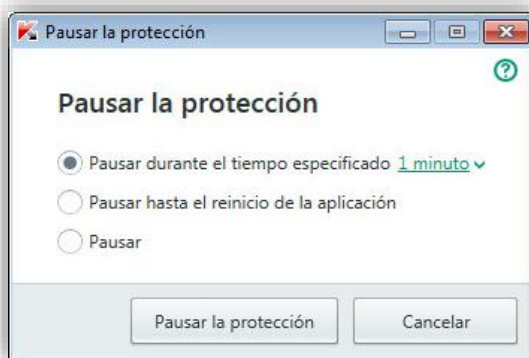 Pausar la protección
?
Pausar la protección
Pausar durante el tiempo especificado 1 minuto
Pausar hasta el reinicio de la aplicación
Pausar
Pausar la protección Cancelar